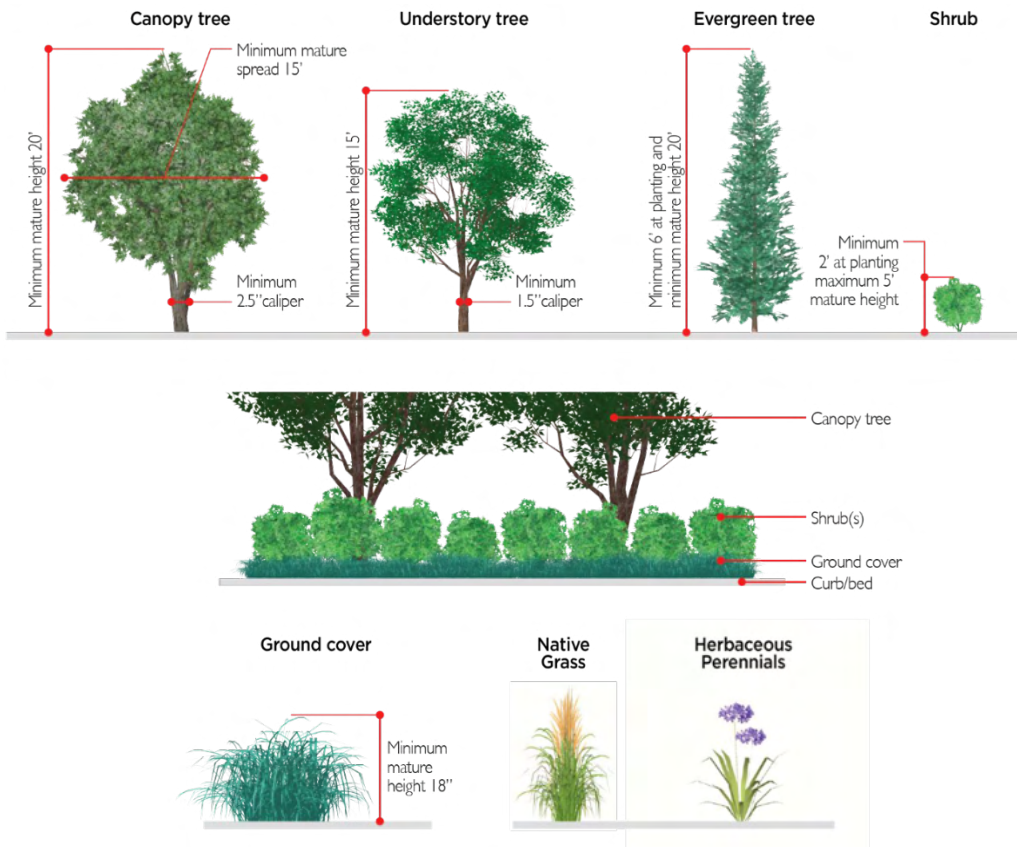 Canopy tree
Understory tree
Evergreen tree
Shrub
Minimum mature height 20’
Minimum mature
spread 15’
Minimum
2.5”caliper
Minimum mature height 15’
Minimum
1.5”caliper
Minimum 6’ at planting and
minimum mature height 20’
Minimum
2’ at planting
maximum 5’
mature height
Canopy tree
Shrub(s)
Ground cover
Curb/bed
Ground cover
Minimum
mature
height 18”
Native
Grass
Herbaceous
Perennials